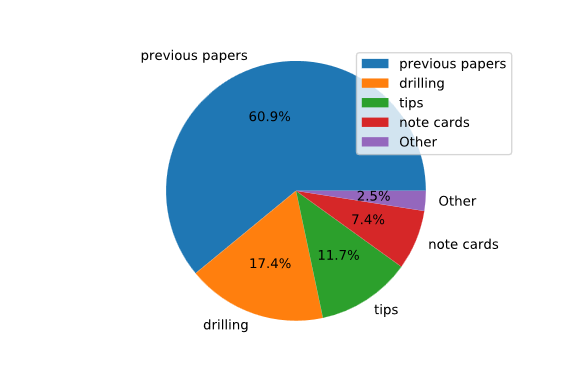 previous papers
60.9%
17.4%
drilling
11.7%
tips
7.4%
note cards
2.5%
Other
previous papers
drilling
tips
note cards
Other